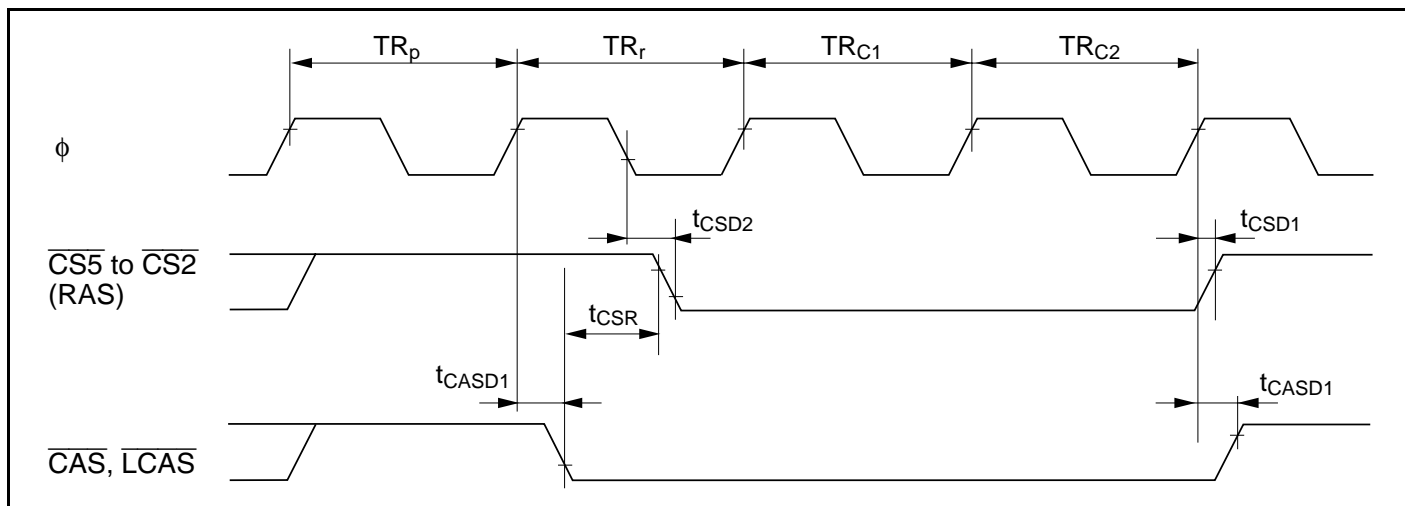 TRp TRr TRC1 TRC2
ϕ
tCSD2 tCSD1
CS5 to CS2
(RAS)
tCSR
tCASD1 tCASD1
CAS, LCAS